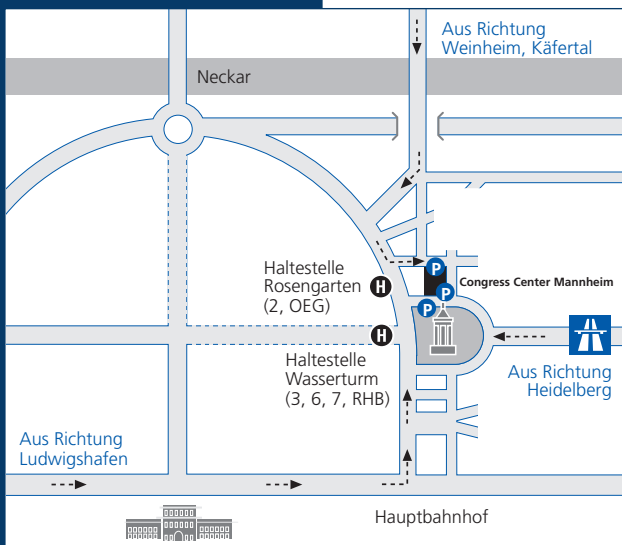 Aus Richtung
Weinheim, Käfertal
Neckar
Haltestelle
Rosengarten
(2, OEG)
H
P
P
P
Congress Center Mannheim
H
Haltestelle
Wasserturm
(3, 6, 7, RHB)
Aus Richtung
Heidelberg
Aus Richtung
Ludwigshafen
Hauptbahnhof